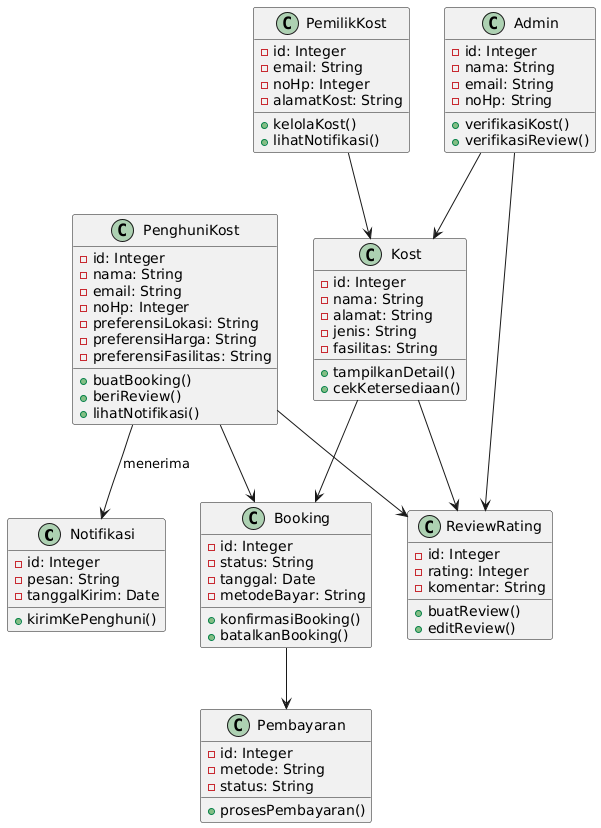 C PemilikKost
id: Integer
email: String
noHp: Integer
alamatKost: String
kelolaKost()
lihatNotifikasi()
C Admin
id: Integer
nama: String
email: String
noHp: String
verifikasiKost()
verifikasiReview()
C PenghuniKost
id: Integer
nama: String
email: String
noHp: Integer
preferensiLokasi: String
preferensiHarga: String
preferensiFasilitas: String
buatBooking()
beriReview()
lihatNotifikasi()
C Kost
id: Integer
nama: String
alamat: String
jenis: String
fasilitas: String
tampilkanDetail()
cekKetersediaan()
menerima
C Notifikasi
id: Integer
pesan: String
tanggalKirim: Date
kirimKePenghuni()
C Booking
id: Integer
status: String
tanggal: Date
metodeBayar: String
konfirmasiBooking()
batalkanBooking()
C ReviewRating
id: Integer
rating: Integer
komentar: String
buatReview()
editReview()
C Pembayaran
id: Integer
metode: String
status: String
prosesPembayaran()